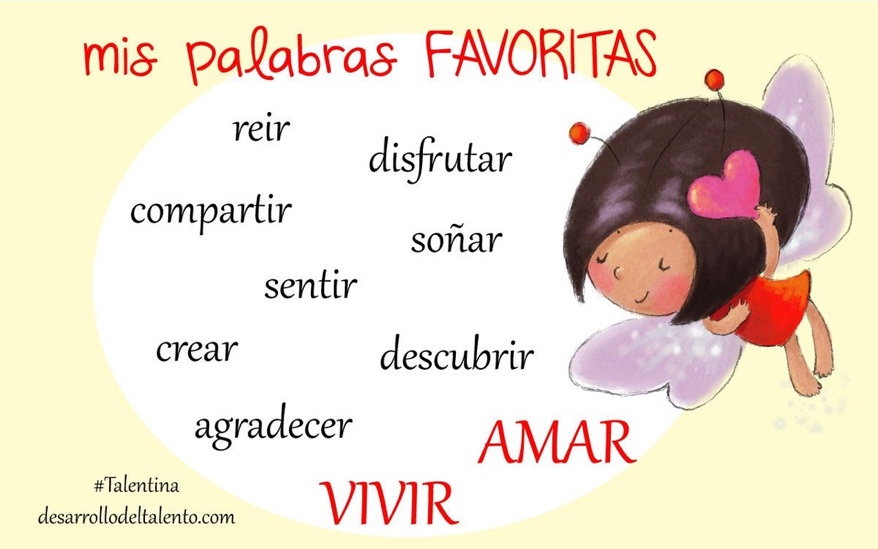 mis palabras FAVORITAS
reir
disfrutar
compartir
soñar
sentir
crear
descubrir
agradecer
AMAR
VIVIR
#Talentina
desarrollodeltalento.com